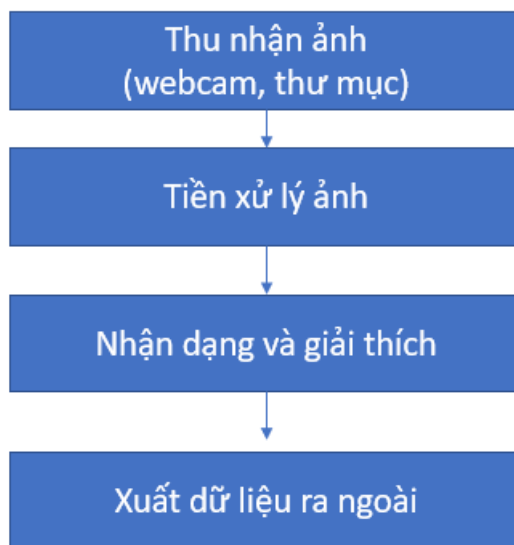 Thu nhận ảnh
(webcam, thư mục)
Tiền xử lý ảnh
Nhận dạng và giải thích
Xuất dữ liệu ra ngoài